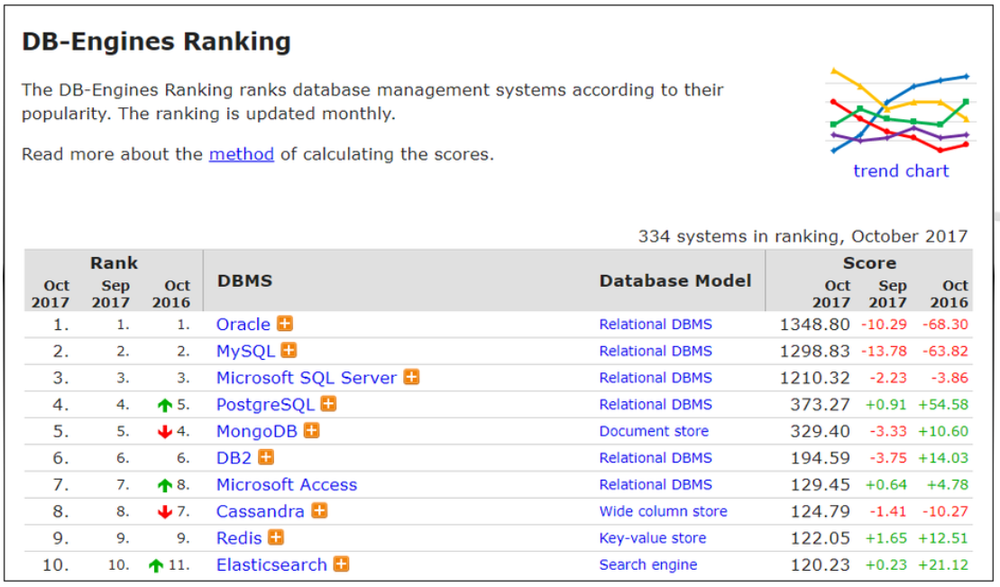 DB-Engines Ranking
The DB-Engines Ranking ranks database management systems according to their
popularity. The ranking is updated monthly.
Read more about the method of calculating the scores.
trend chart
334 systems in ranking, October 2017
Rank DBMS Database Model Score
Oct 2017 Sep 2017 Oct 2016 Oct 2017 Sep 2017 Oct 2016
1. 1. 1. Oracle Relational DBMS 1348.80 -10.29 -68.30
2. 2. 2. MySQL Relational DBMS 1298.83 -13.78 -63.82
3. 3. 3. Microsoft SQL Server Relational DBMS 1210.32 -2.23 -3.86
4. 4. 5. PostgreSQL Relational DBMS 373.27 +0.91 +54.58
5. 5. 4. MongoDB Document store 329.40 -3.33 +10.60
6. 6. 6. DB2 Relational DBMS 194.59 -3.75 +14.03
7. 7. 8. Microsoft Access Relational DBMS 129.45 +0.64 +4.78
8. 8. 7. Cassandra Wide column store 124.79 -1.41 -10.27
9. 9. 9. Redis Key-value store 122.05 +1.65 +12.51
10. 10. 11. Elasticsearch Search engine 120.23 +0.23 +21.12